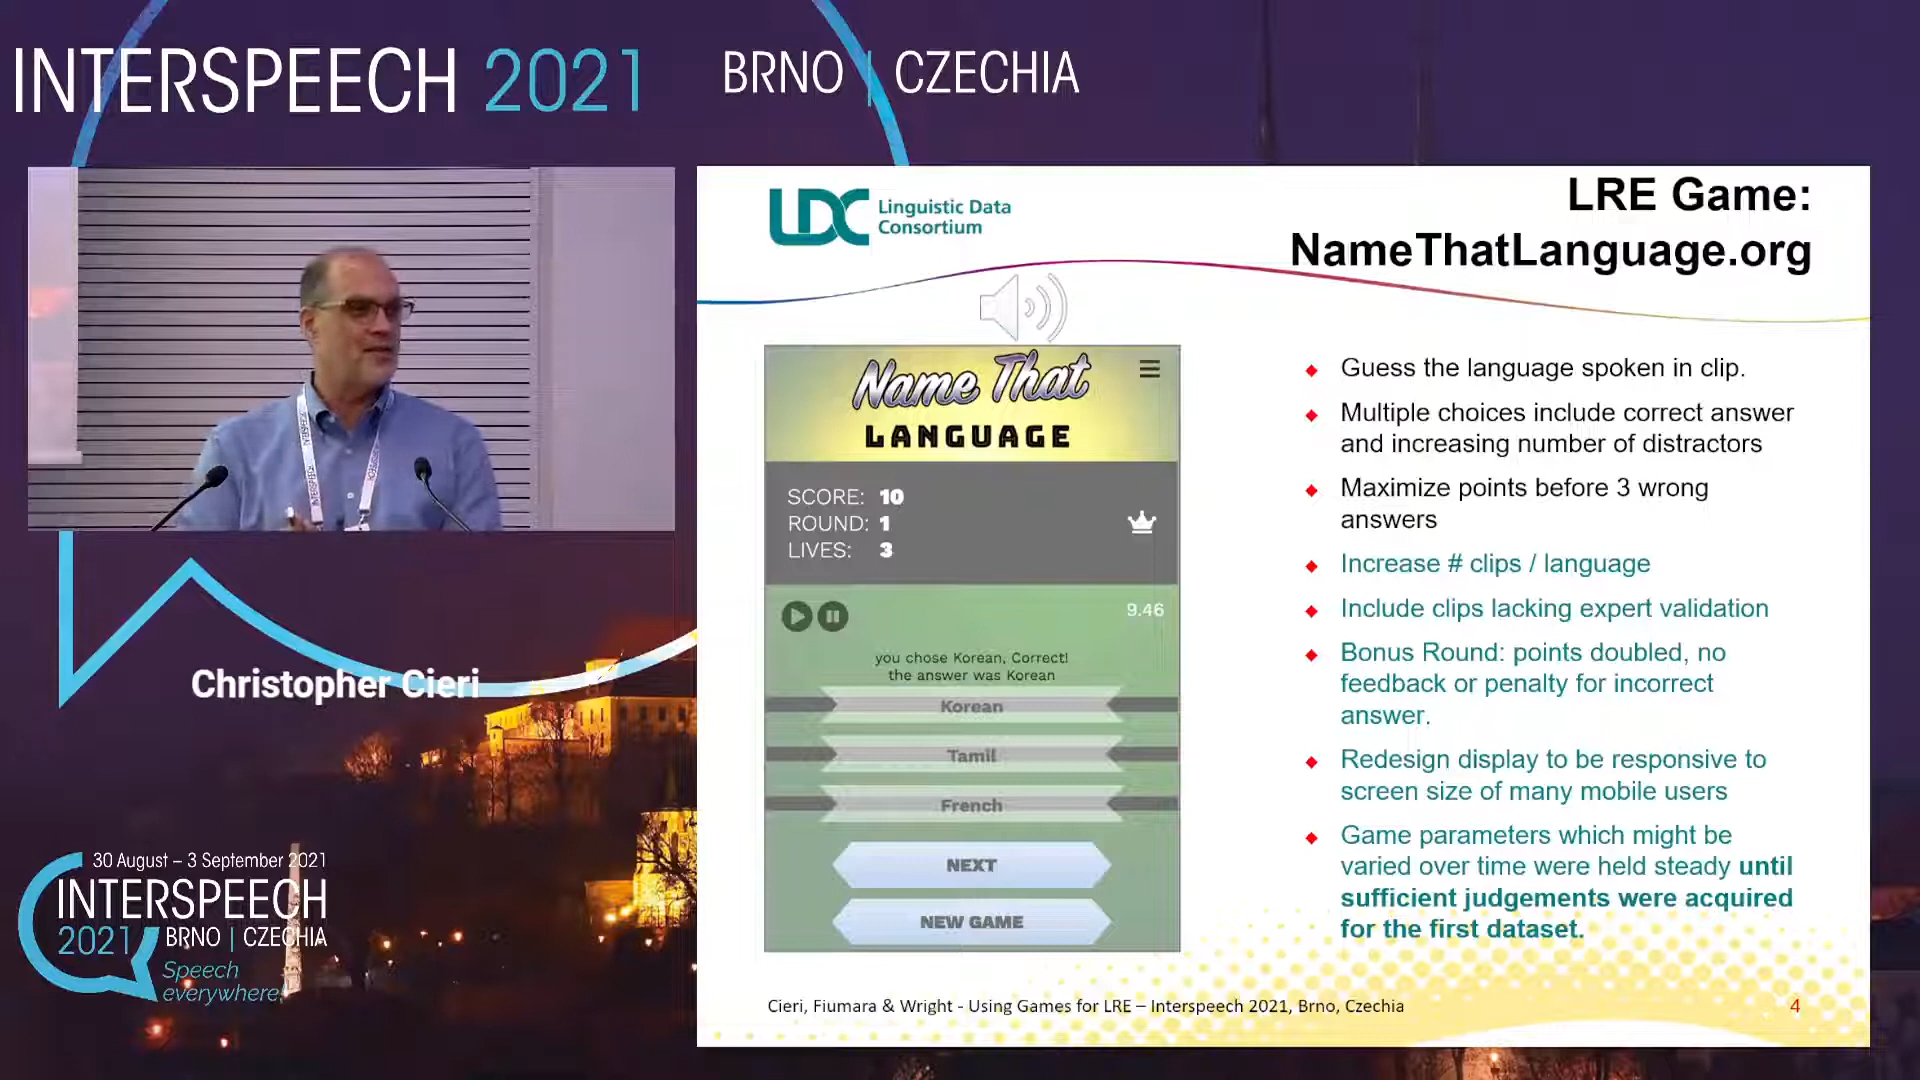 INTERSPEECH 2021
BRNO | CZECHIA
Christopher Cieri
30 August – 3 September 2021
INTERSPEECH
2021 BRNO | CZECHIA
Speech
everywhere!
LDC Linguistic Data
Consortium
LRE Game:
NameThatLanguage.org
Name That
LANGUAGE
SCORE: 10
ROUND: 1
LIVES: 3
9.46
you chose Korean, Correct!
the answer was Korean
Korean
Tamil
French
NEXT
NEW GAME
Guess the language spoken in clip.
Multiple choices include correct answer
and increasing number of distractors
Maximize points before 3 wrong
answers
Increase # clips / language
Include clips lacking expert validation
Bonus Round: points doubled, no
feedback or penalty for incorrect
answer.
Redesign display to be responsive to
screen size of many mobile users
Game parameters which might be
varied over time were held steady until
sufficient judgements were acquired
for the first dataset.
Cieri, Fiumara & Wright - Using Games for LRE – Interspeech 2021, Brno, Czechia
4